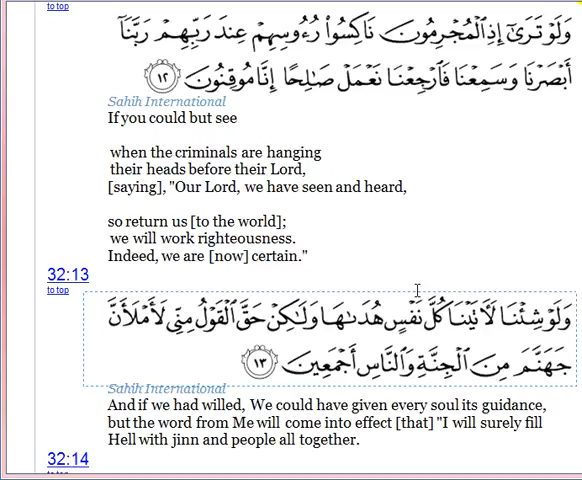 to top
وَلَوْ تَرَىٰٓ إِذِ ٱلْمُجْرِمُونَ نَاكِسُوا۟ رُءُوسِهِمْ عِندَ رَبِّهِمْ رَبَّنَآ
أَبْصَرْنَا وَسَمِعْنَا فَٱرْجِعْنَا نَعْمَلْ صَـٰلِحًا إِنَّا مُوقِنُونَ ١٢
Sahih International
If you could but see
when the criminals are hanging
their heads before their Lord,
[saying], "Our Lord, we have seen and heard,
so return us [to the world];
we will work righteousness.
Indeed, we are [now] certain."
32:13
to top
وَلَوْ شِئْنَا لَـَٔاتَيْنَا كُلَّ نَفْسٍ هُدَىٰهَا وَلَـٰكِنْ حَقَّ ٱلْقَوْلُ مِنِّى لَأَمْلَأَنَّ
جَهَنَّمَ مِنَ ٱلْجِنَّةِ وَٱلنَّاسِ أَجْمَعِينَ ١٣
Sahih International
And if we had willed, We could have given every soul its guidance,
but the word from Me will come into effect [that] "I will surely fill
Hell with jinn and people all together.
32:14
to top